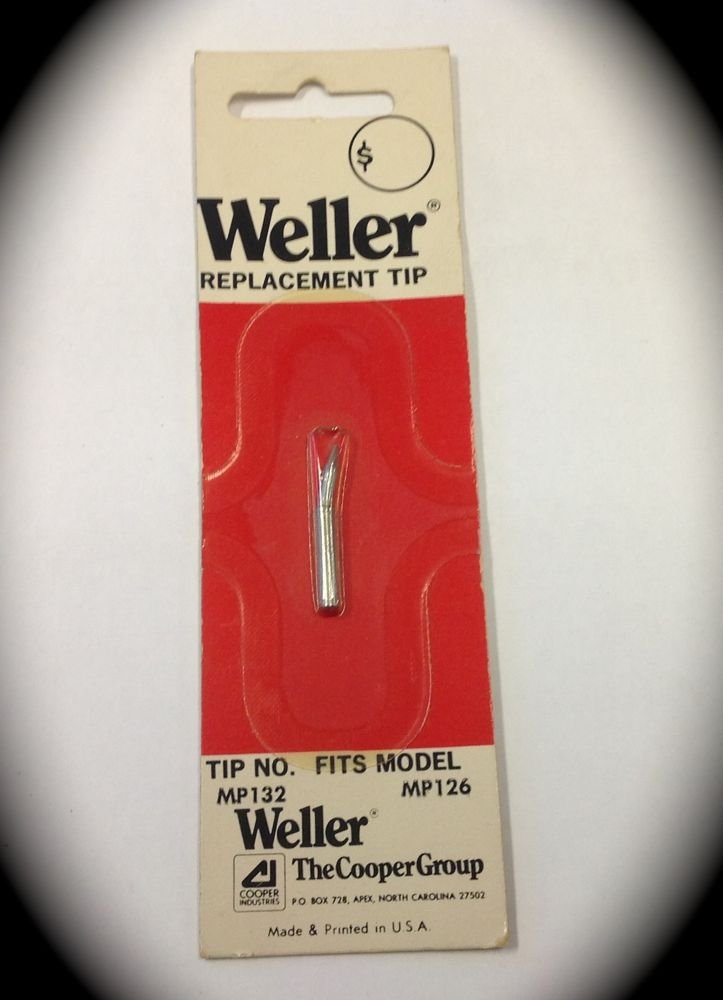 $
Weller®
REPLACEMENT TIP
TIP NO. FITS MODEL
MP132 MP126
Weller®
COOPER
INDUSTRIES
The Cooper Group
P.O. BOX 728, APEX, NORTH CAROLINA 27502
Made & Printed in U.S.A.